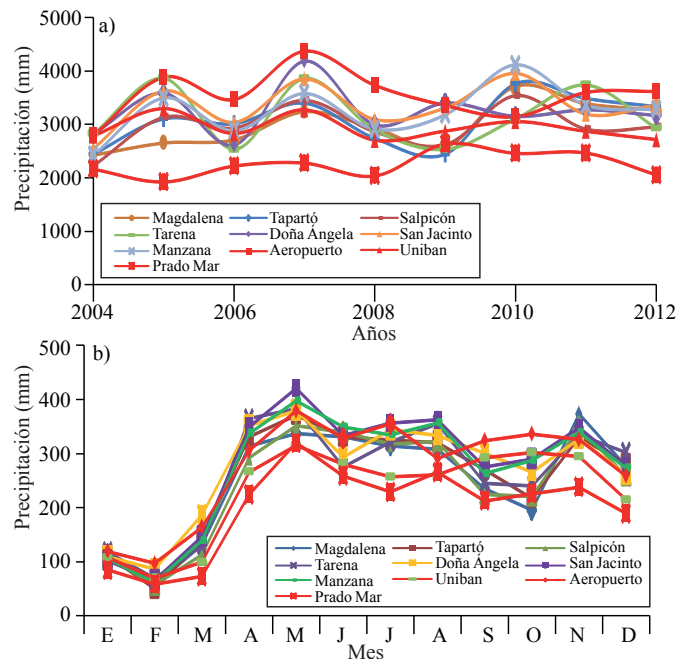 a)
Precipitación (mm)
5000
4000
3000
2000
1000
0
Magdalena Tapartó Salpicón
Tarena Doña Ángela San Jacinto
Manzana Aeropuerto Uniban
Prado Mar
2004 2006 2008 2010 2012
Años
b)
Precipitación (mm)
500
400
300
200
100
0
Magdalena Tapartó Salpicón
Tarena Doña Ángela San Jacinto
Manzana Uniban Aeropuerto
Prado Mar
E F M A M J J A S O N D
Mes